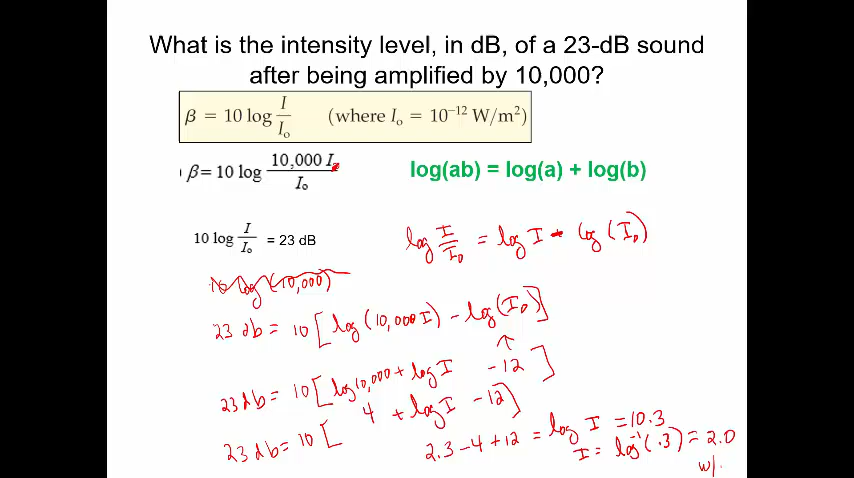 What is the intensity level, in dB, of a 23-dB sound
after being amplified by 10,000?
β = 10 log I/I₀ (where I₀ = 10⁻¹² W/m²)
β= 10 log 10,000 I/I₀
log(ab) = log(a) + log(b)
10 log I/I₀ = 23 dB
log I/I₀ = log I - log (I₀)
10 log (10,000)
23 db = 10 [ log (10,000 I) - log (I₀) ]
23 db = 10 [ log 10,000 + log I - 12 ]
23 db = 10 [ 4 + log I - 12 )
2.3 - 4 + 12 = log I = 10.3
I = log⁻¹ (.3) = 2.0
w/